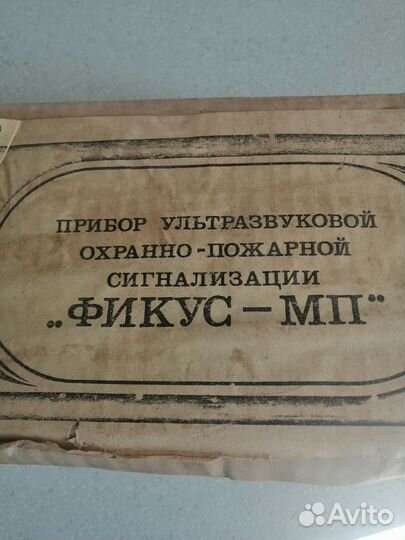 ПРИБОР УЛЬТРАЗВУКОВОЙ
ОХРАННО-ПОЖАРНОЙ
СИГНАЛИЗАЦИИ
„ФИКУС—МП"
Avito